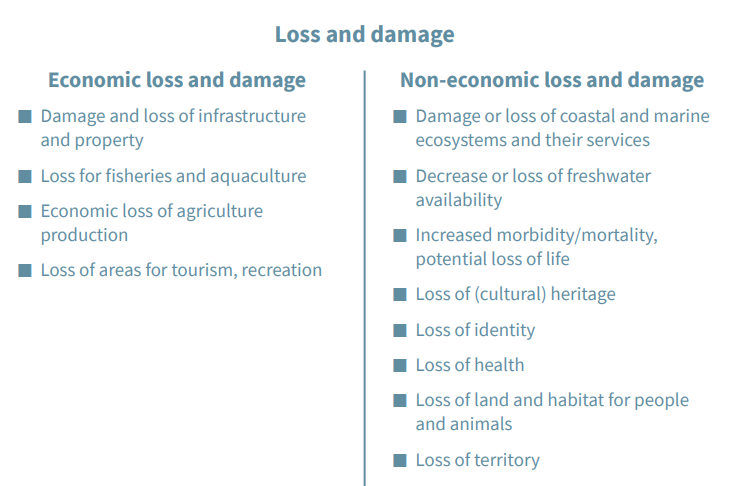 Loss and damage
Economic loss and damage
Damage and loss of infrastructure
and property
Loss for fisheries and aquaculture
Economic loss of agriculture
production
Loss of areas for tourism, recreation
Non-economic loss and damage
Damage or loss of coastal and marine
ecosystems and their services
Decrease or loss of freshwater
availability
Increased morbidity/mortality,
potential loss of life
Loss of (cultural) heritage
Loss of identity
Loss of health
Loss of land and habitat for people
and animals
Loss of territory